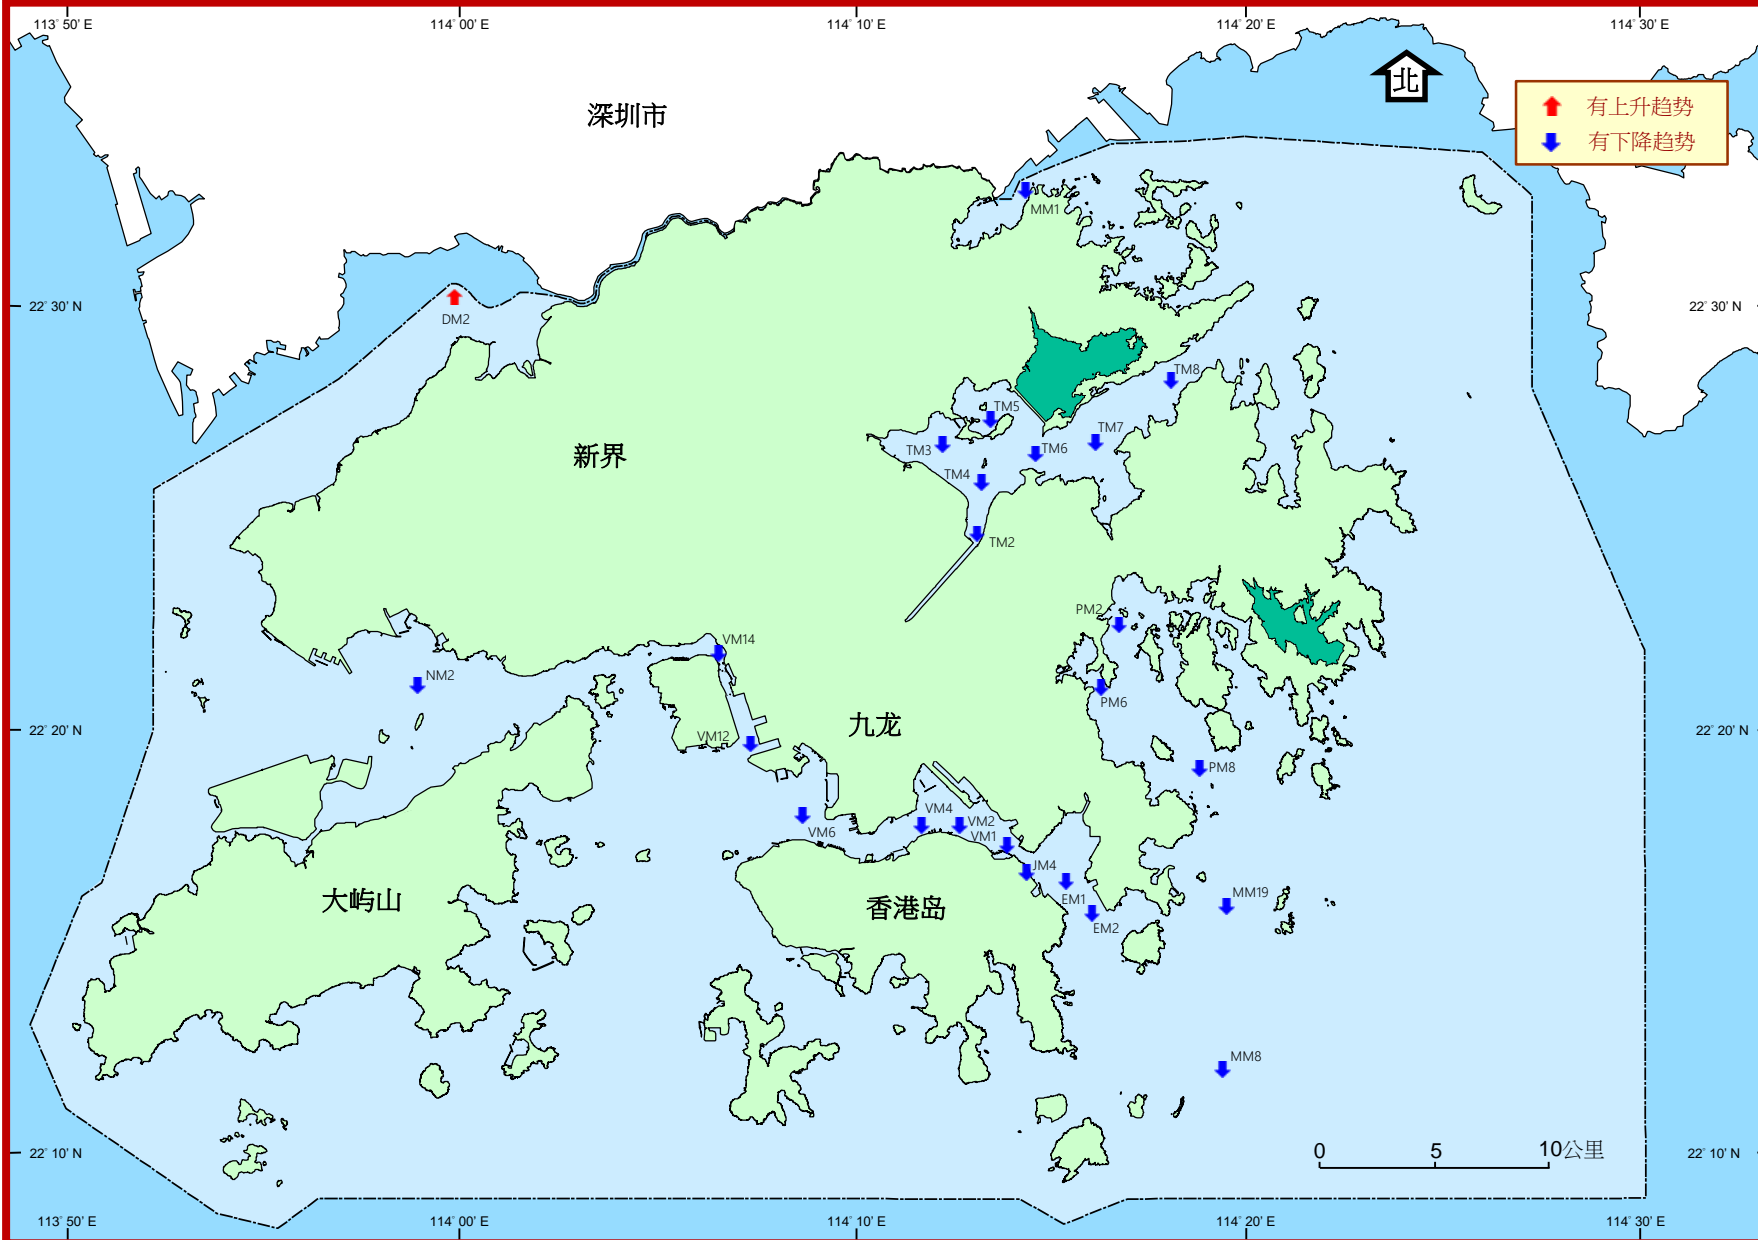 113° 50' E
114° 00' E
114° 10' E
114° 20' E
114° 30' E
北
有上升趋势
有下降趋势
深圳市
MM1
22° 30' N
22° 30' N
DM2
TM8
TM5
TM7
TM3
TM6
新界
TM4
TM2
PM2
VM14
NM2
PM6
九龙
22° 20' N
22° 20' N
VM12
PM8
VM4
VM2
VM6
VM1
JM4
大屿山
香港岛
EM1
MM19
EM2
MM8
0 5 10公里
22° 10' N
22° 10' N
113° 50' E
114° 00' E
114° 10' E
114° 20' E
114° 30' E